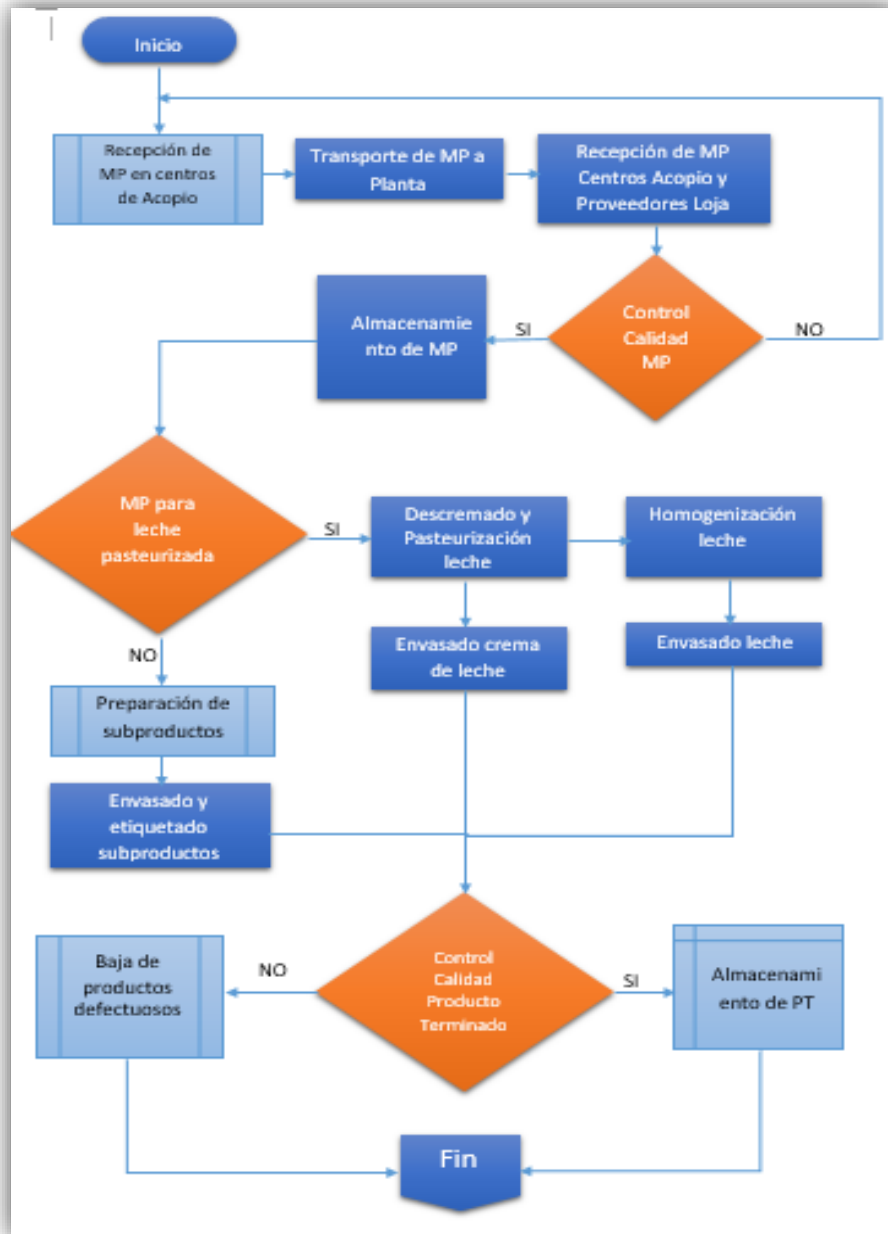 Inicio
Recepción de
MP en centros
de Acopio
Transporte de MP a
Planta
Recepción de MP
Centros Acopio y
Proveedores Loja
Control
Calidad
MP
SI
NO
Almacenamie
nto de MP
MP para
leche
pasteurizada
SI
Descremado y
Pasteurización
leche
Homogenización
leche
NO
Envasado crema
de leche
Envasado leche
Preparación de
subproductos
Envasado y
etiquetado
subproductos
Control
Calidad
Producto
Terminado
NO
SI
Baja de
productos
defectuosos
Almacenami
ento de PT
Fin